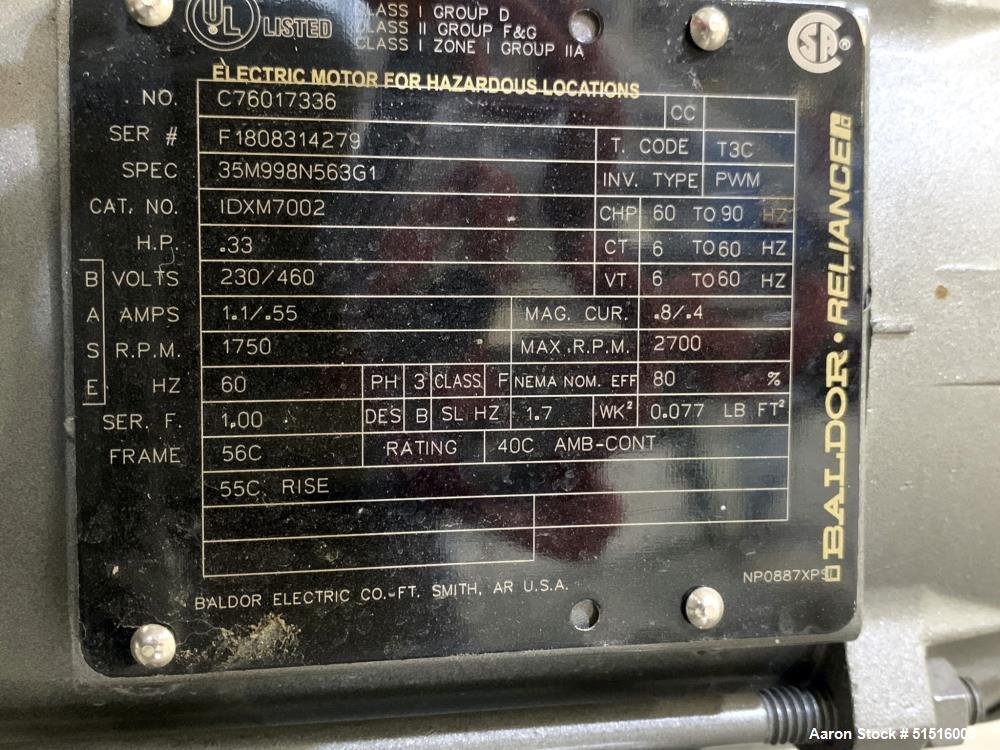 UL LISTED
CLASS I GROUP D
CLASS II GROUP F&G
CLASS I ZONE I GROUP IIA
SA ®
ELECTRIC MOTOR FOR HAZARDOUS LOCATIONS
NO. C76017336 CC
SER # F1808314279 T. CODE T3C
SPEC 35M998N563G1 INV. TYPE PWM
CAT. NO. IDXM7002 CHP 60 TO 90 HZ
H.P. .33 CT 6 TO 60 HZ
VOLTS 230/460 VT 6 TO 60 HZ
AMPS 1.1/.55 MAG. CUR. .8/.4
R.P.M. 1750 MAX.R.P.M. 2700
HZ 60 PH 3 CLASS F NEMA NOM. EFF 80 %
SER. F. 1.00 DES B SL HZ 1.7 WK² 0.077 LB FT²
FRAME 56C RATING 40C AMB-CONT
55C RISE
BASE
BALDOR • RELIANCE
NP0887XPSL
BALDOR ELECTRIC CO.-FT. SMITH, AR U.S.A.
Aaron Stock #